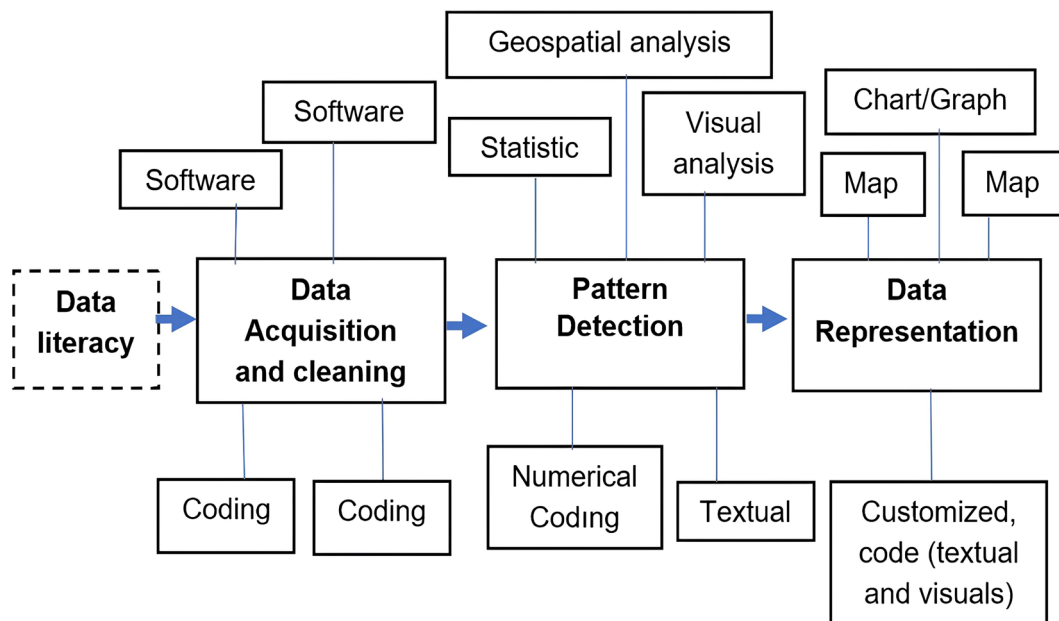 Geospatial analysis
Software
Chart/Graph
Statistic
Visual
analysis
Software
Map
Map
Data
literacy
Data
Acquisition
and cleaning
Pattern
Detection
Data
Representation
Coding
Coding
Numerical
Codıng
Textual
Customized,
code (textual
and visuals)